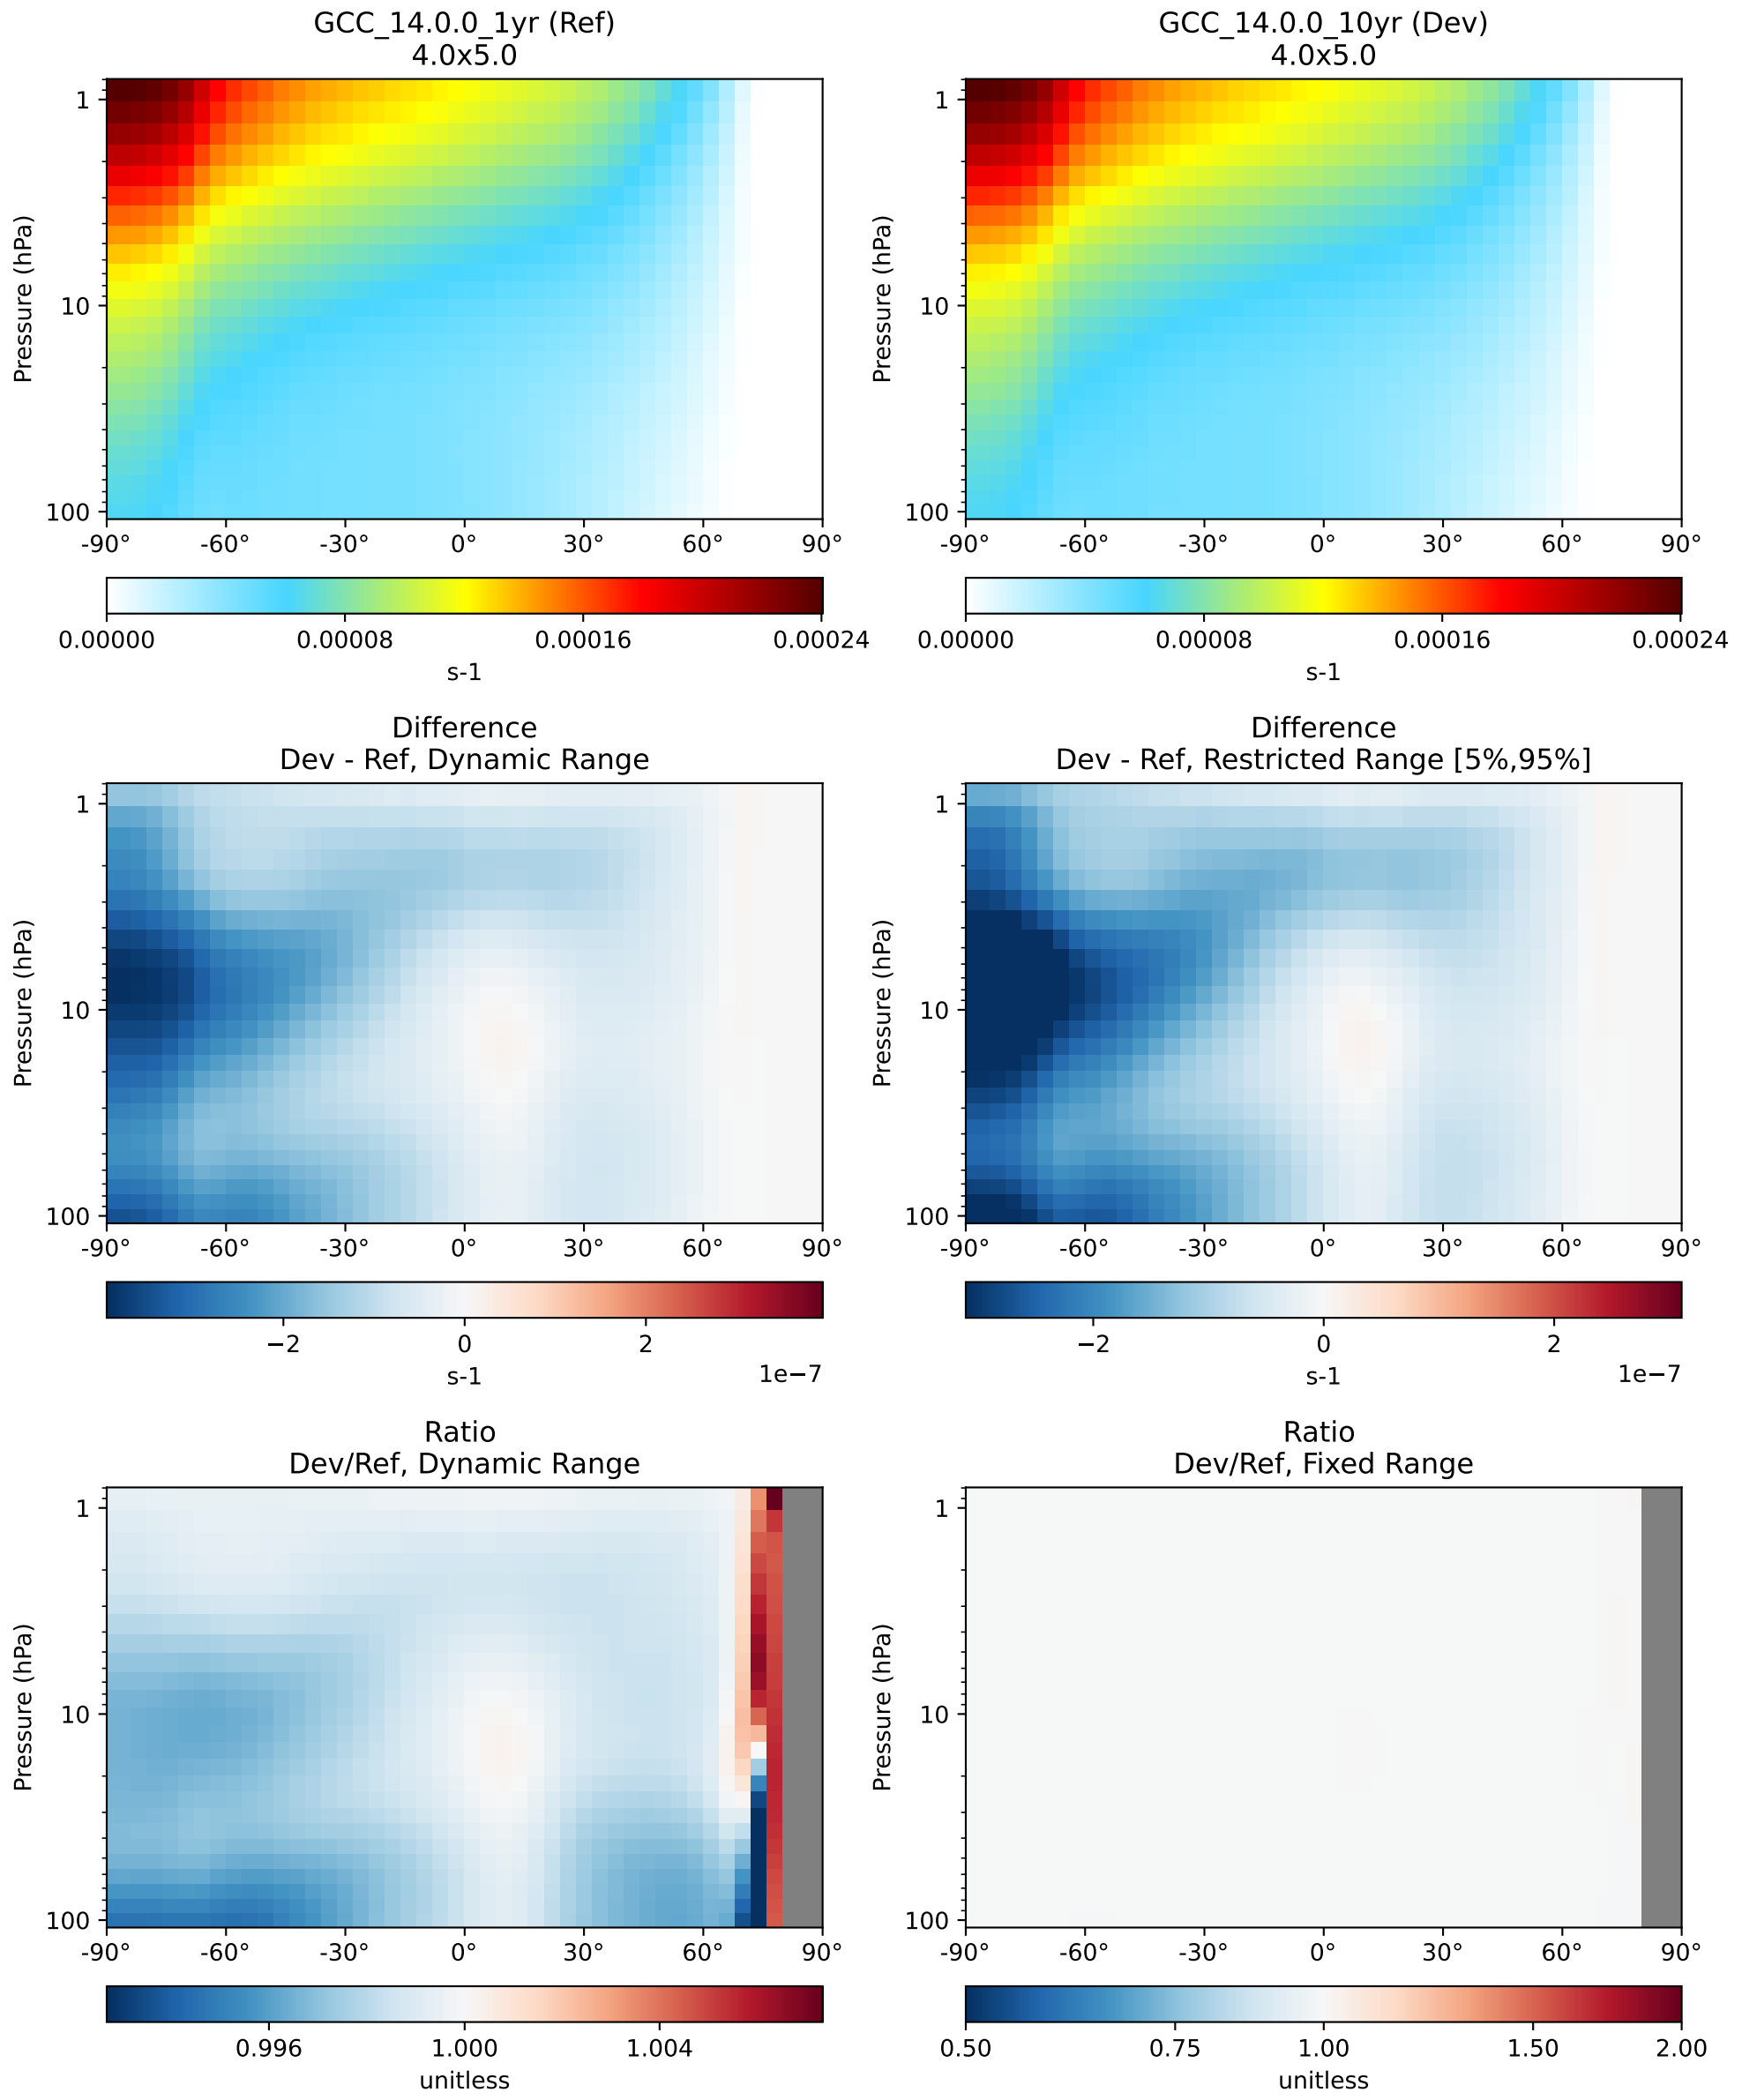 GCC_14.0.0_1yr (Ref)
4.0x5.0
Pressure (hPa)
1
10
100
-90° -60° -30° 0° 30° 60° 90°
0.00000 0.00008 0.00016 0.00024
s-1
GCC_14.0.0_10yr (Dev)
4.0x5.0
Pressure (hPa)
1
10
100
-90° -60° -30° 0° 30° 60° 90°
0.00000 0.00008 0.00016 0.00024
s-1
Difference
Dev - Ref, Dynamic Range
Pressure (hPa)
1
10
100
-90° -60° -30° 0° 30° 60° 90°
−2 0 2
s-1 1e−7
Difference
Dev - Ref, Restricted Range [5%,95%]
Pressure (hPa)
1
10
100
-90° -60° -30° 0° 30° 60° 90°
−2 0 2
s-1 1e−7
Ratio
Dev/Ref, Dynamic Range
Pressure (hPa)
1
10
100
-90° -60° -30° 0° 30° 60° 90°
0.996 1.000 1.004
unitless
Ratio
Dev/Ref, Fixed Range
Pressure (hPa)
1
10
100
-90° -60° -30° 0° 30° 60° 90°
0.50 0.75 1.00 1.50 2.00
unitless